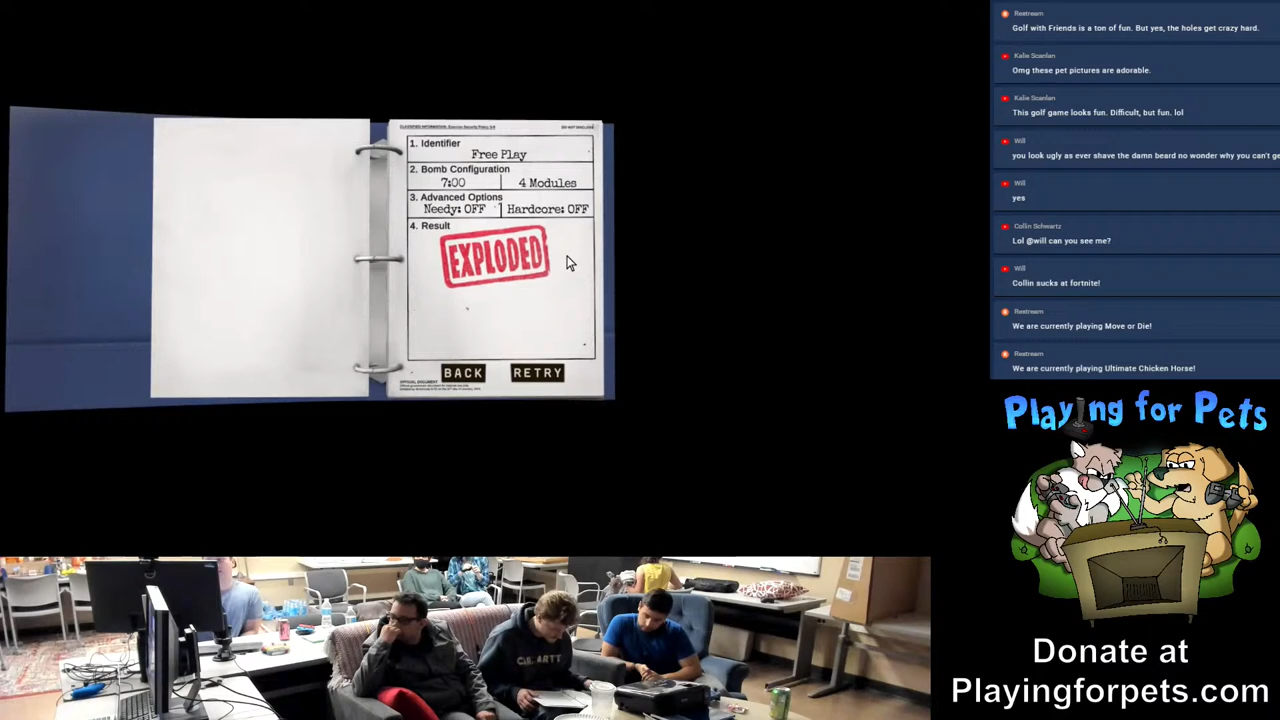 1. Identifier
Free Play
2. Bomb Configuration
7:00
4 Modules
3. Advanced Options
Needy: OFF
Hardcore: OFF
4. Result
EXPLODED
BACK
RETRY
OFFICIAL DOCUMENT
Restream
Golf with Friends is a ton of fun. But yes, the holes get crazy hard.
Kalie Scanlan
Omg these pet pictures are adorable.
Kalie Scanlan
This golf game looks fun. Difficult, but fun. lol
Will
you look ugly as ever shave the damn beard no wonder why you can't ge
Will
yes
Collin Schwartz
Lol @will can you see me?
Will
Collin sucks at fortnite!
Restream
We are currently playing Move or Die!
Restream
We are currently playing Ultimate Chicken Horse!
Playing for Pets
Donate at
Playingforpets.com